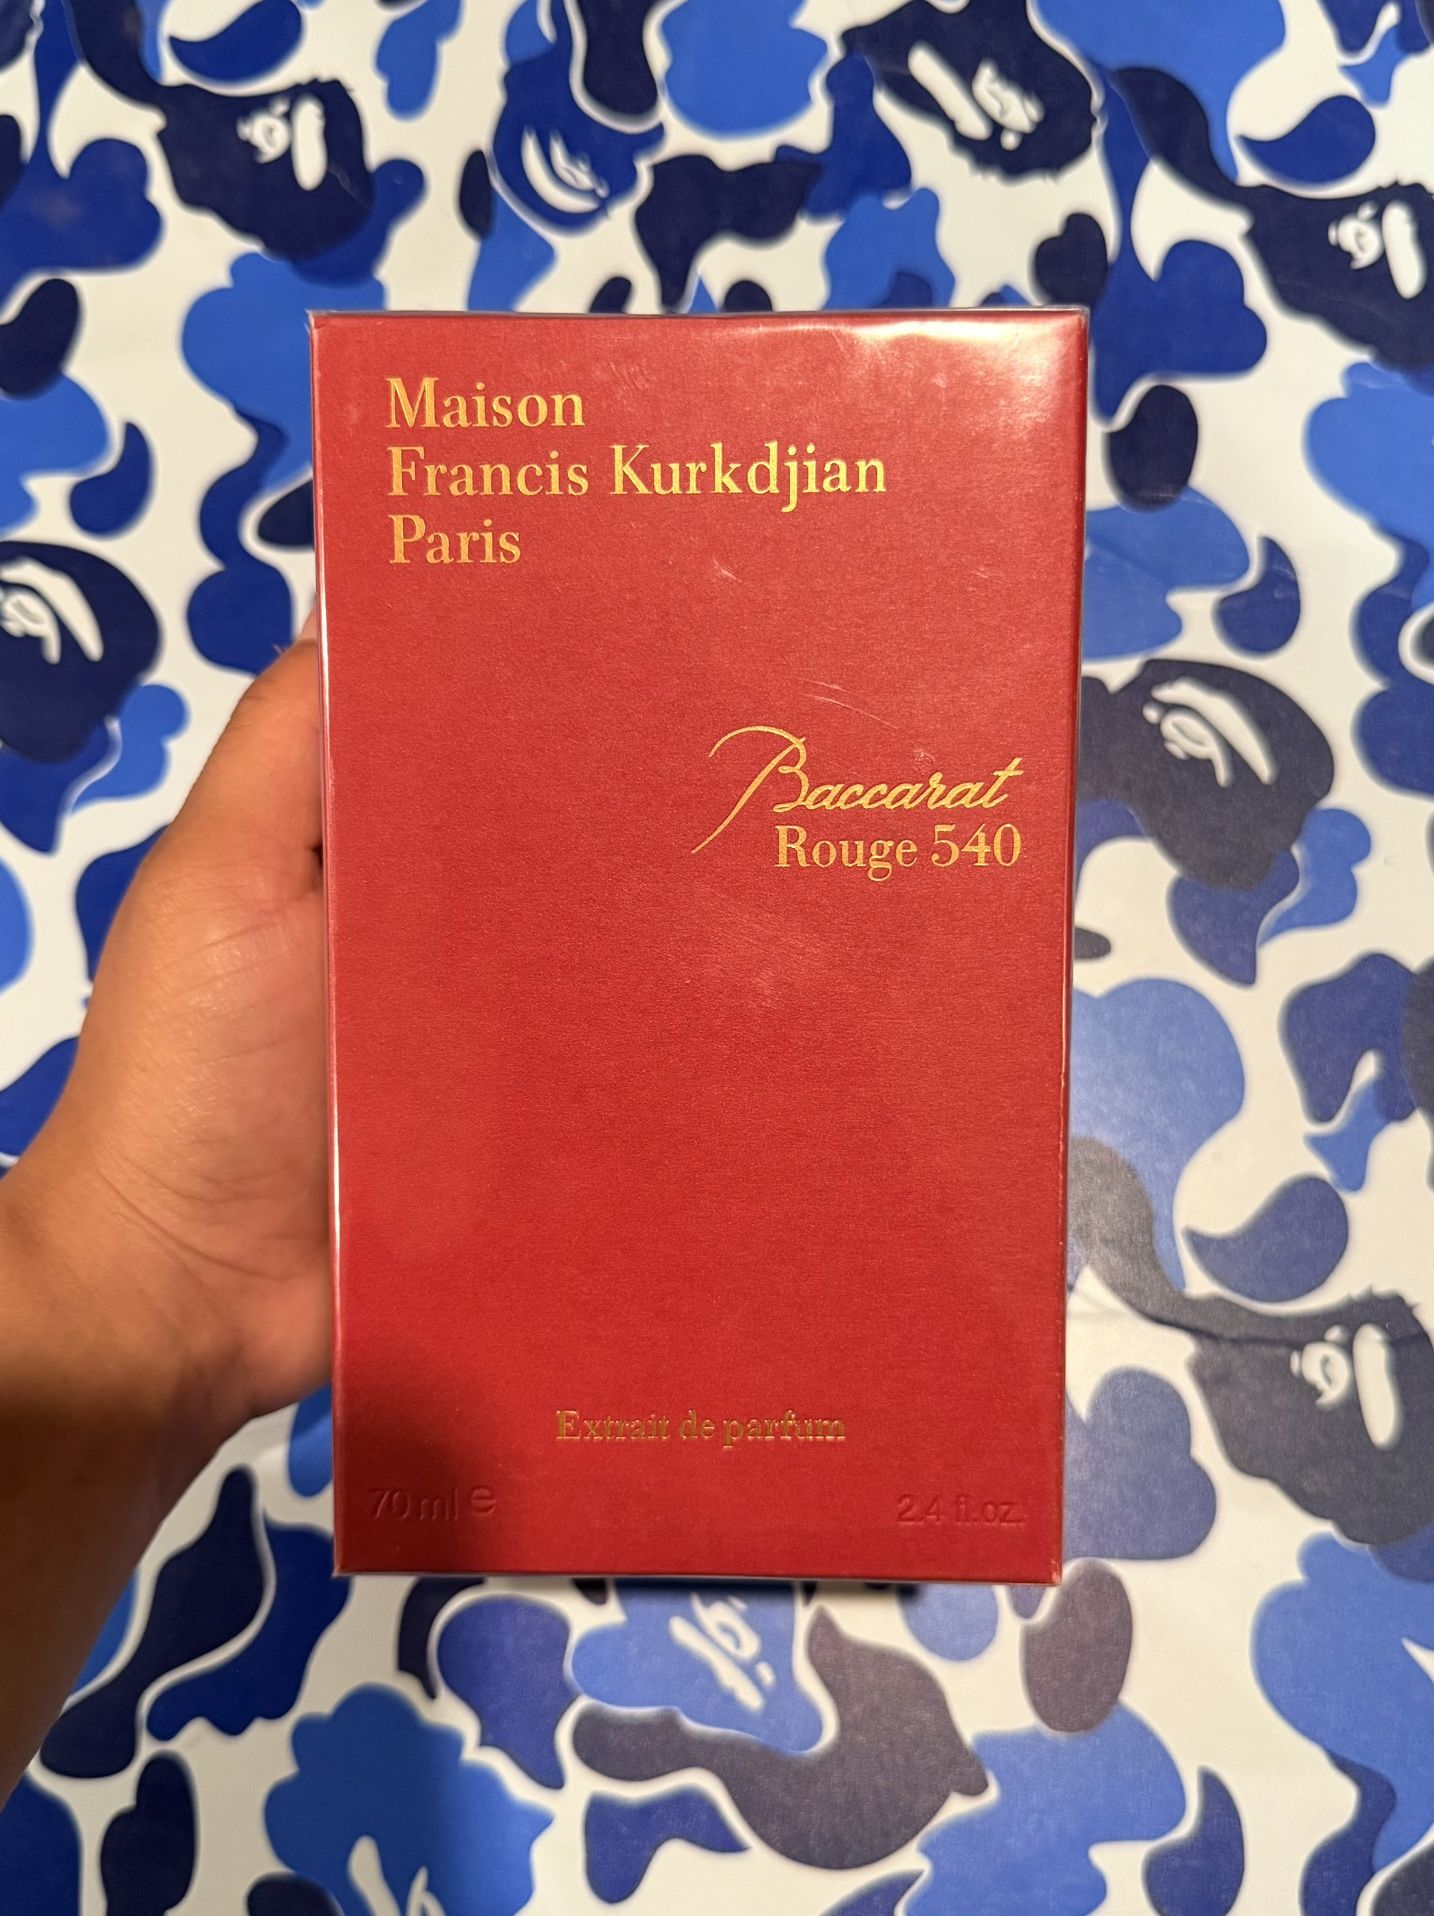 Maison
Francis Kurkdjian
Paris
Baccarat
Rouge 540
Extrait de parfum
70 ml ℮
2.4 fl.oz.